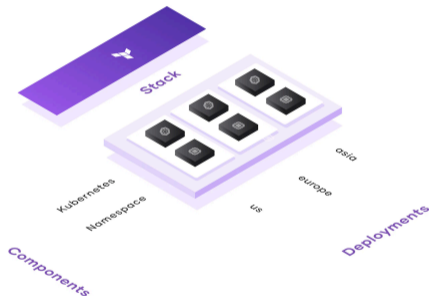 Stack
Kubernetes
Namespace
Components
us
europe
asia
Deployments